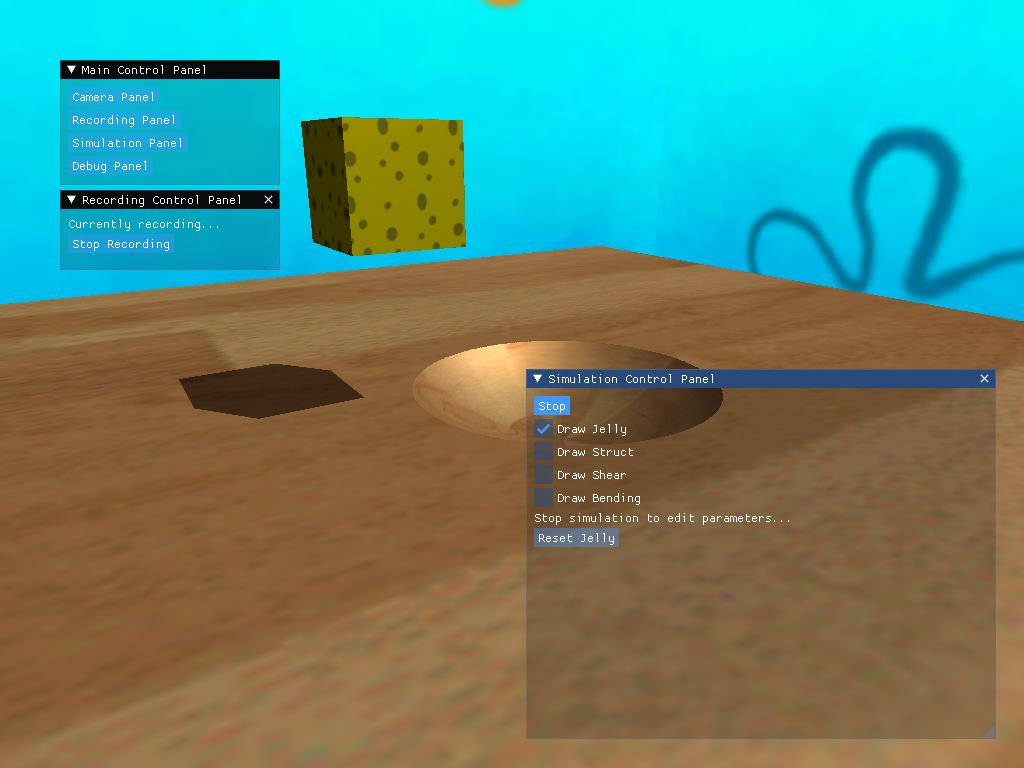 Main Control Panel
Camera Panel
Recording Panel
Simulation Panel
Debug Panel
Recording Control Panel
Currently recording...
Stop Recording
Simulation Control Panel
Stop
Draw Jelly
Draw Struct
Draw Shear
Draw Bending
Stop simulation to edit parameters...
Reset Jelly